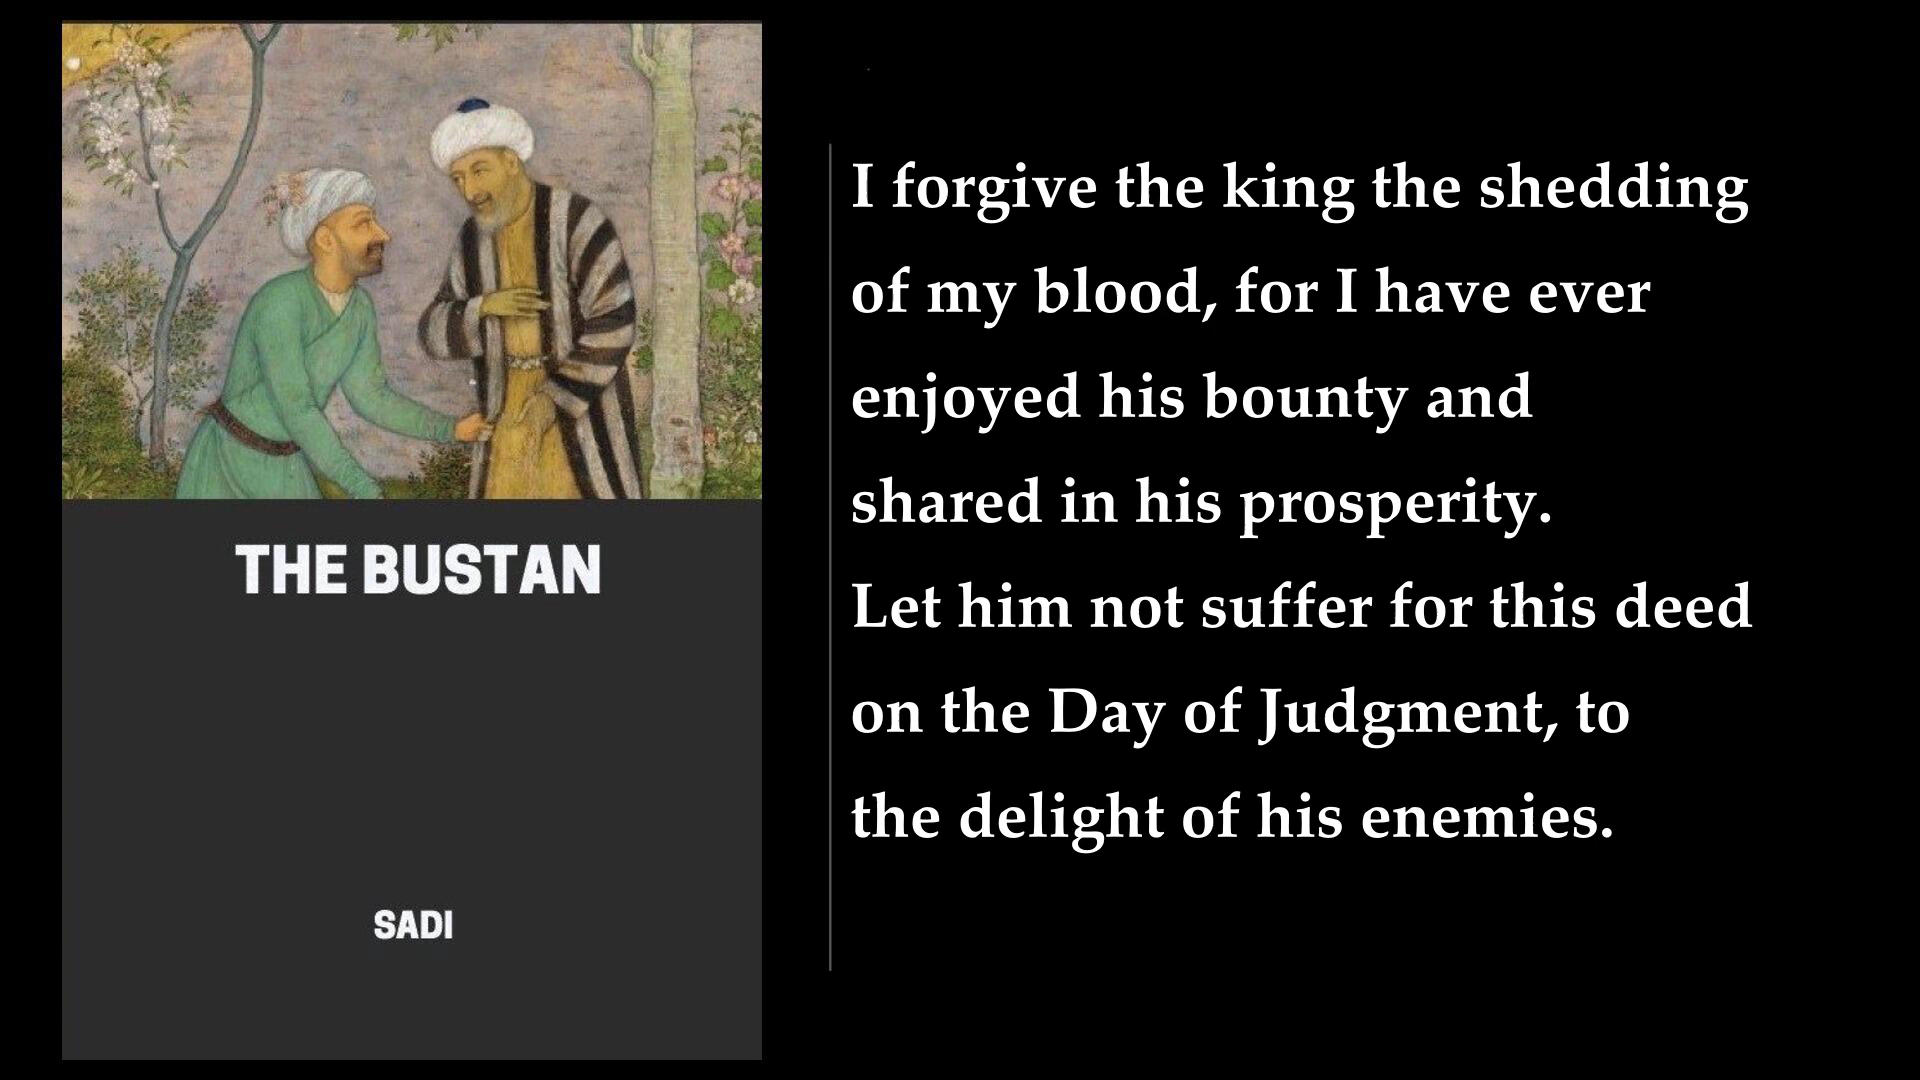 THE BUSTAN
SADI
I forgive the king the shedding
of my blood, for I have ever
enjoyed his bounty and
shared in his prosperity.
Let him not suffer for this deed
on the Day of Judgment, to
the delight of his enemies.